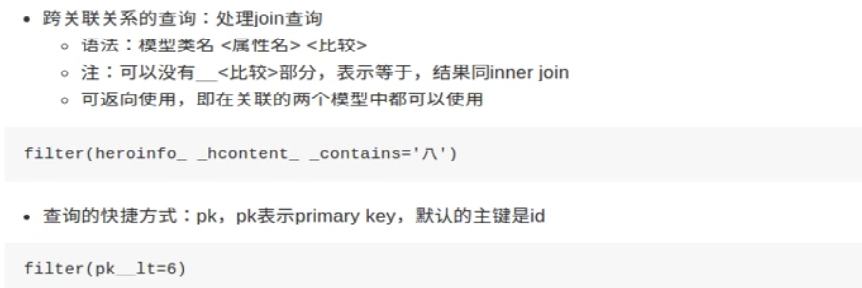 跨关联关系的查询：处理join查询
语法：模型类名 <属性名> <比较>
注：可以没有__<比较>部分，表示等于，结果同inner join
可返向使用，即在关联的两个模型中都可以使用
filter(heroinfo_ _hcontent_ _contains='八')
查询的快捷方式：pk，pk表示primary key，默认的主键是id
filter(pk__lt=6)